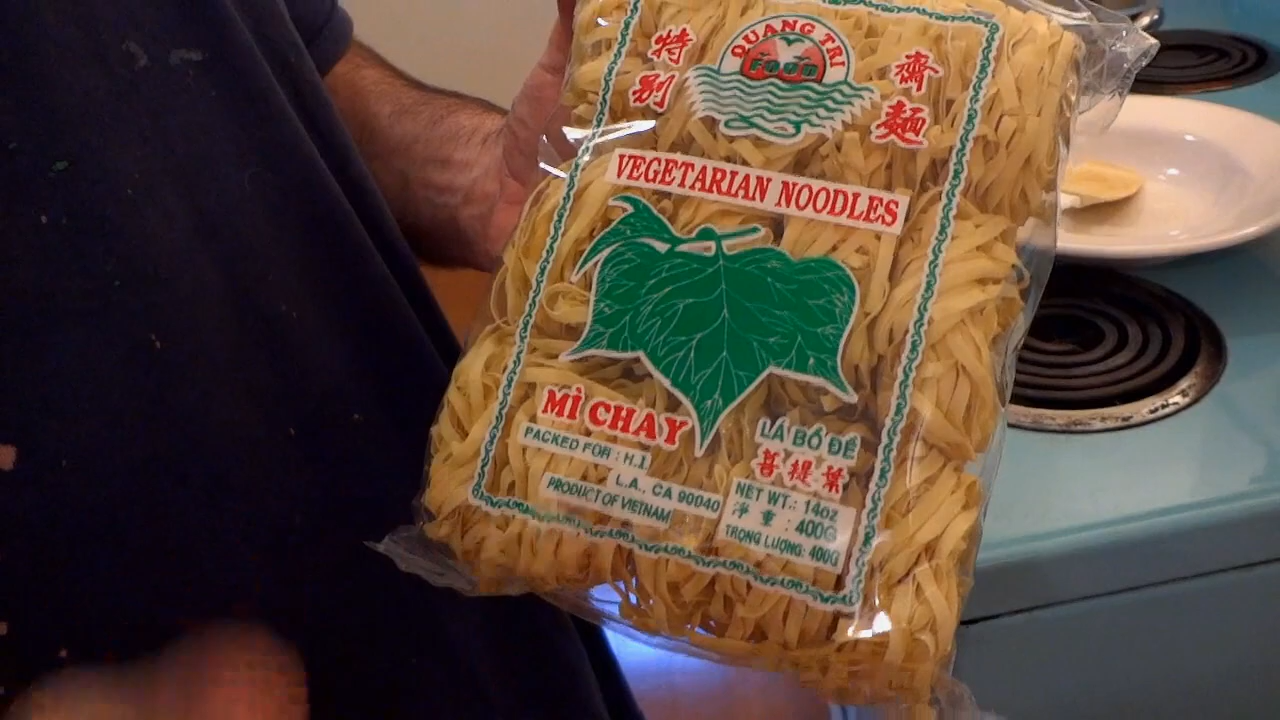 QUANG TRI
FOOD
特别
齋麵
VEGETARIAN NOODLES
MÌ CHAY
LÁ BỒ ĐỀ
菩提葉
PACKED FOR : H.I.
L.A., CA 90040
PRODUCT OF VIETNAM
NET WT.: 14oz
淨重 : 400G
TRỌNG LƯỢNG: 400G